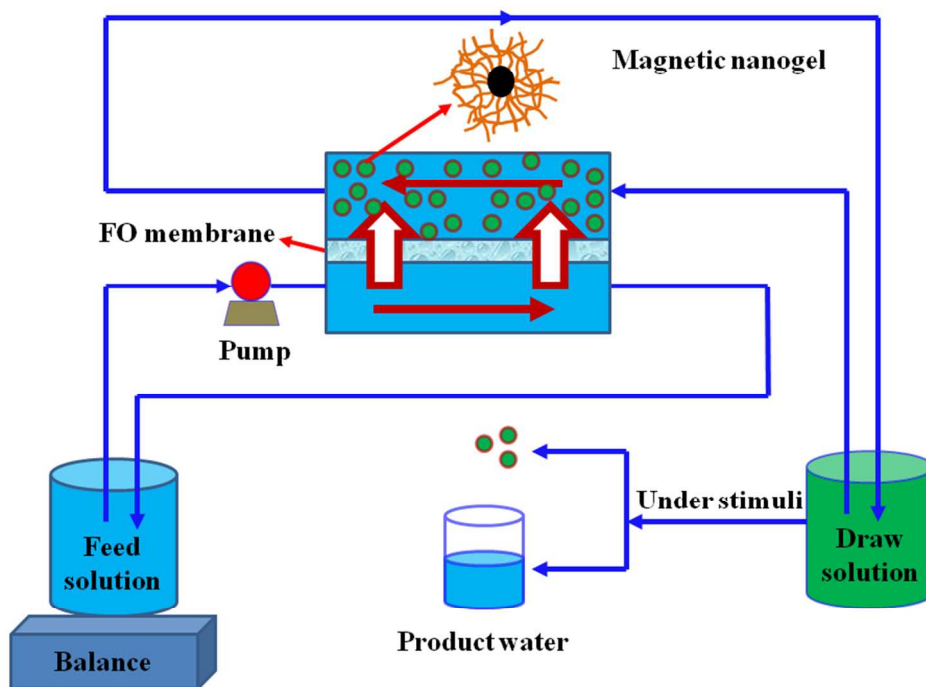 Magnetic nanogel
FO membrane
Pump
Feed
solution
Balance
Under stimuli
Product water
Draw
solution